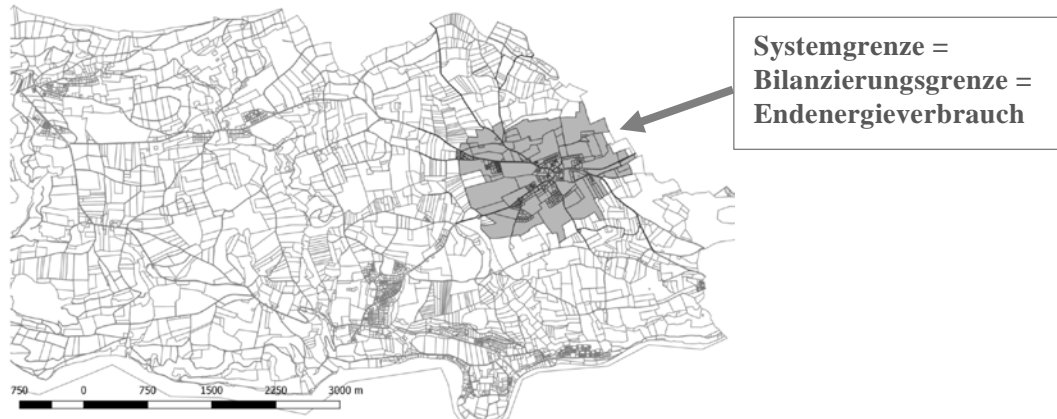 Systemgrenze =
Bilanzierungsgrenze =
Endenergieverbrauch
750 0 750 1500 2250 3000 m